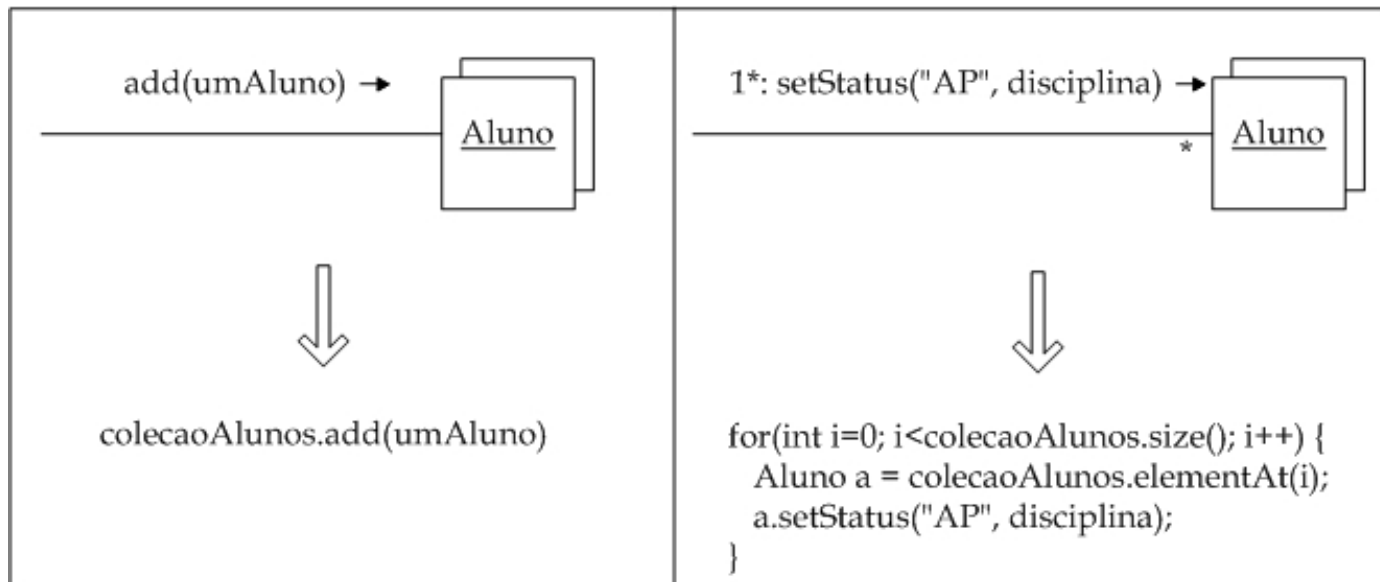 add(umAluno)
Aluno
colecaoAlunos.add(umAluno)
1*: setStatus("AP", disciplina)
*
Aluno
for(int i=0; i<colecaoAlunos.size(); i++) {
Aluno a = colecaoAlunos.elementAt(i);
a.setStatus("AP", disciplina);
}